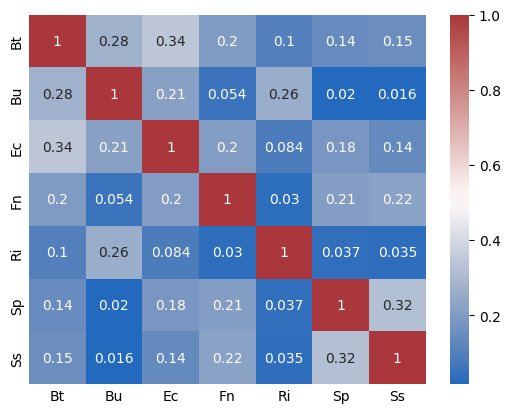 Bt 1 0.28 0.34 0.2 0.1 0.14 0.15
Bu 0.28 1 0.21 0.054 0.26 0.02 0.016
Ec 0.34 0.21 1 0.2 0.084 0.18 0.14
Fn 0.2 0.054 0.2 1 0.03 0.21 0.22
Ri 0.1 0.26 0.084 0.03 1 0.037 0.035
Sp 0.14 0.02 0.18 0.21 0.037 1 0.32
Ss 0.15 0.016 0.14 0.22 0.035 0.32 1
Bt Bu Ec Fn Ri Sp Ss
1.0
0.8
0.6
0.4
0.2